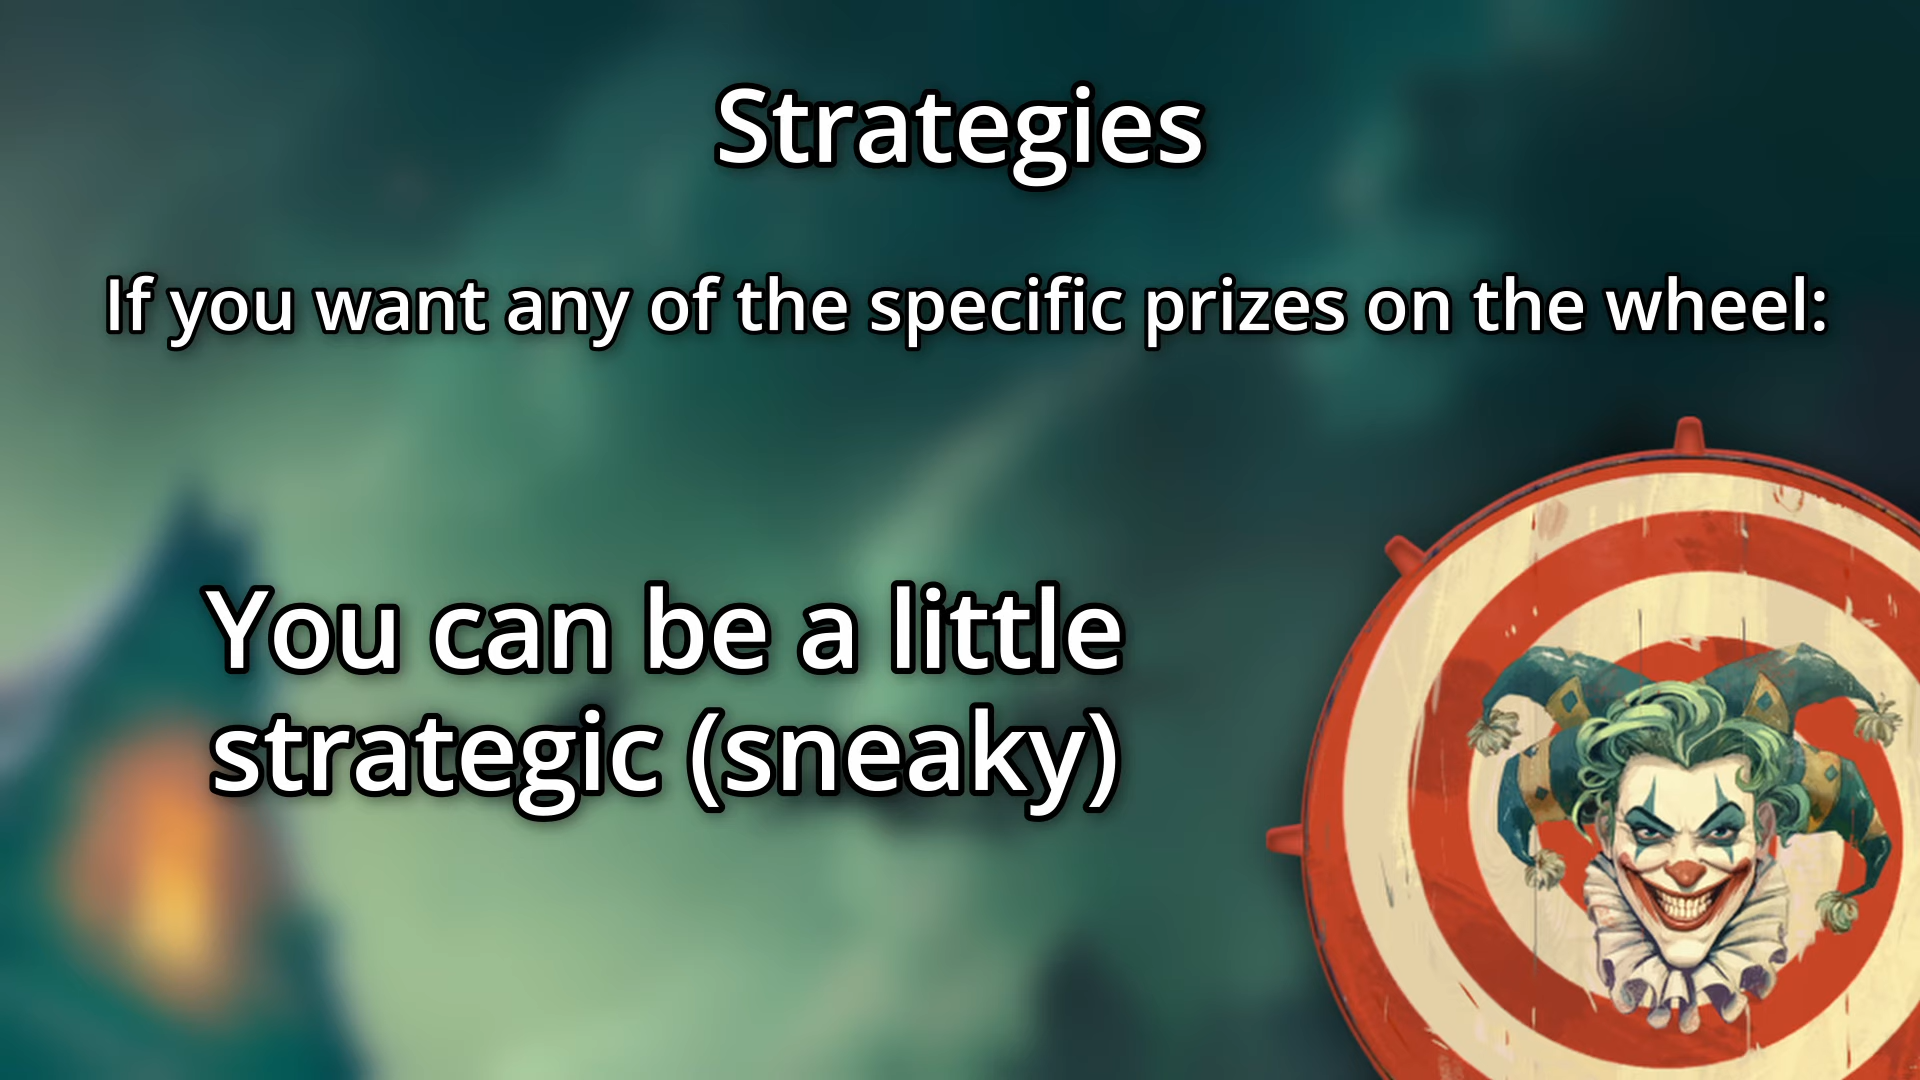 Strategies
If you want any of the specific prizes on the wheel:
You can be a little
strategic (sneaky)